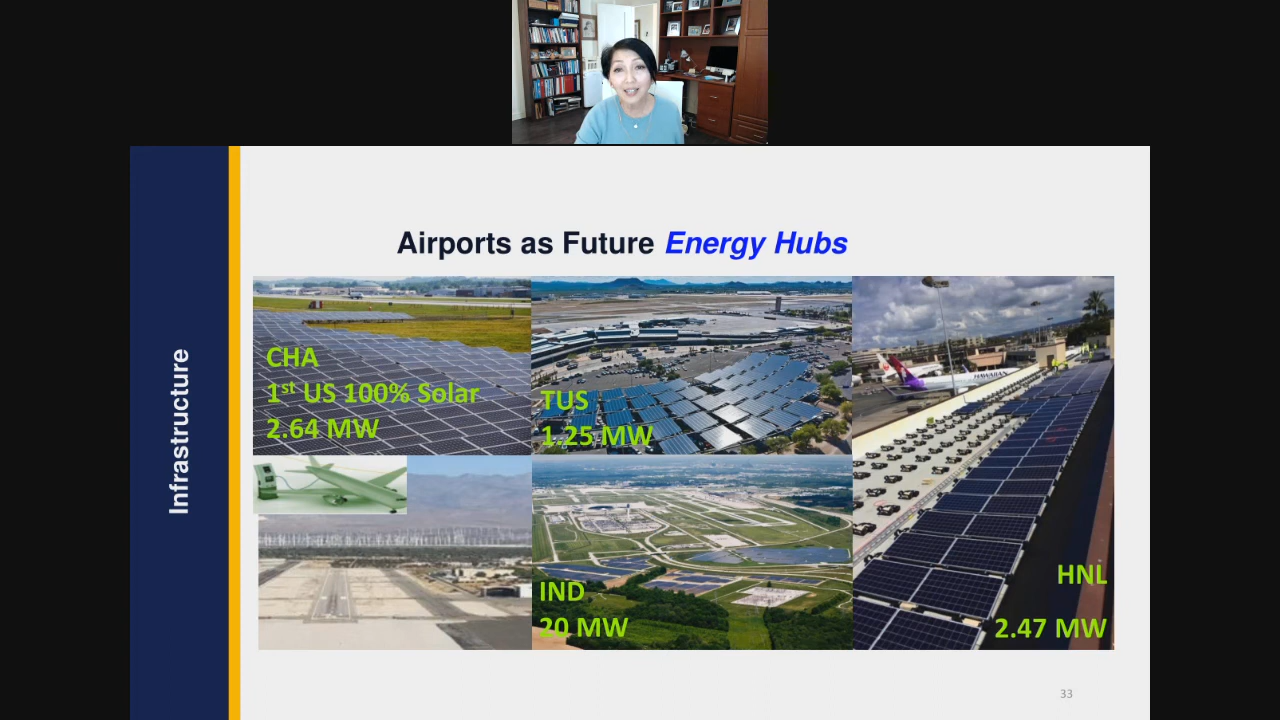 Airports as Future Energy Hubs
Infrastructure
CHA
1st US 100% Solar
2.64 MW
TUS
1.25 MW
HAWAIIAN
IND
20 MW
HNL
2.47 MW
33